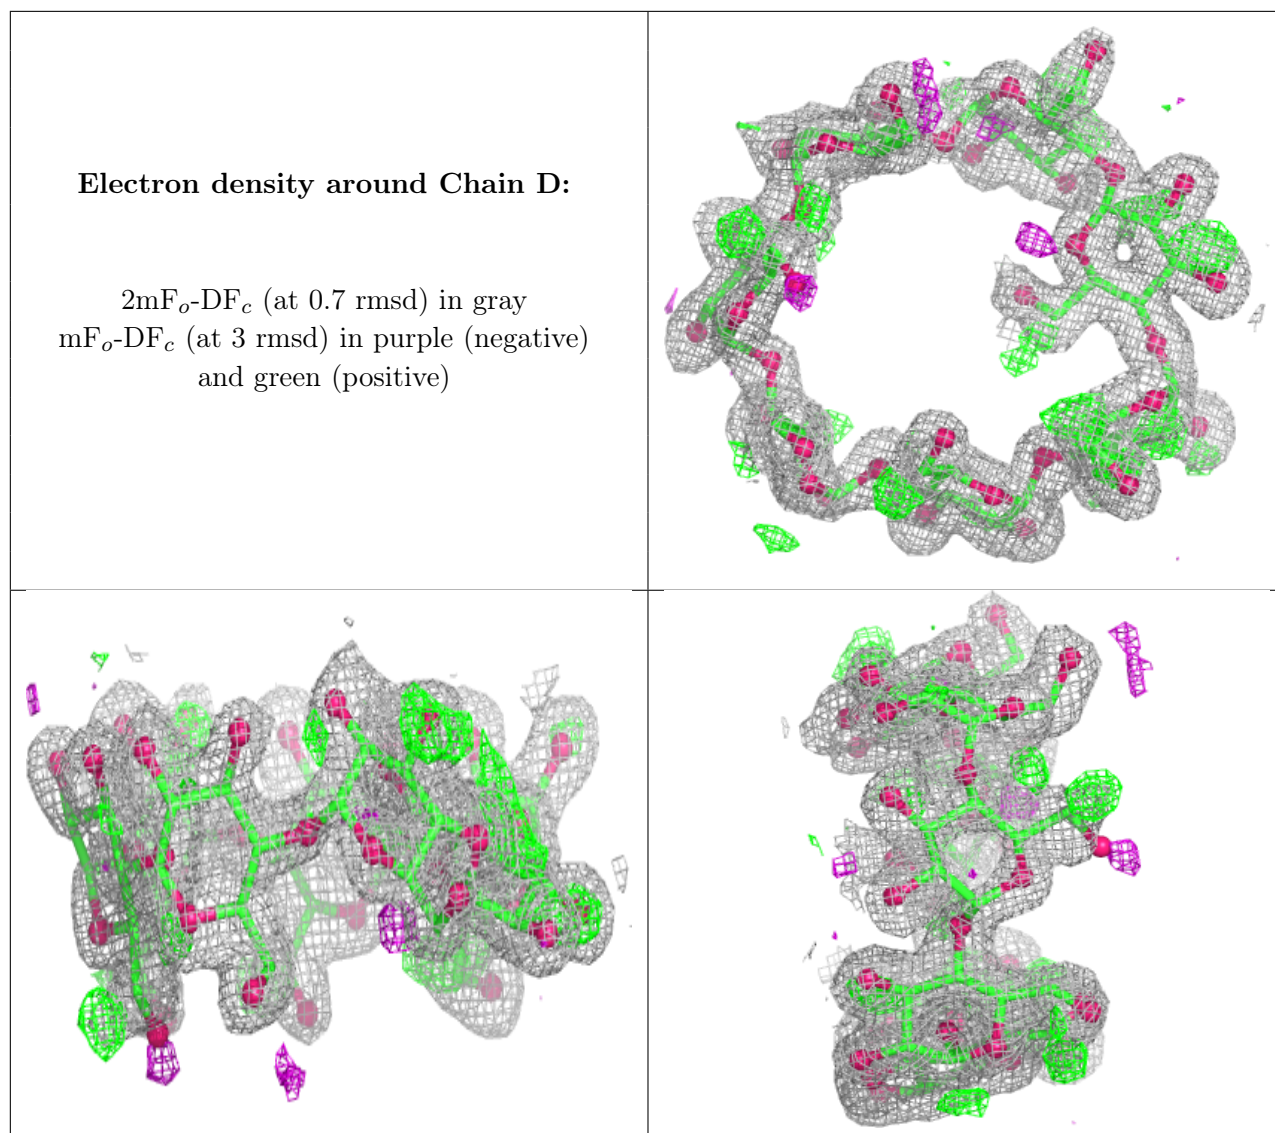 Electron density around Chain D:
2mFo-DFc (at 0.7 rmsd) in gray
mFo-DFc (at 3 rmsd) in purple (negative)
and green (positive)